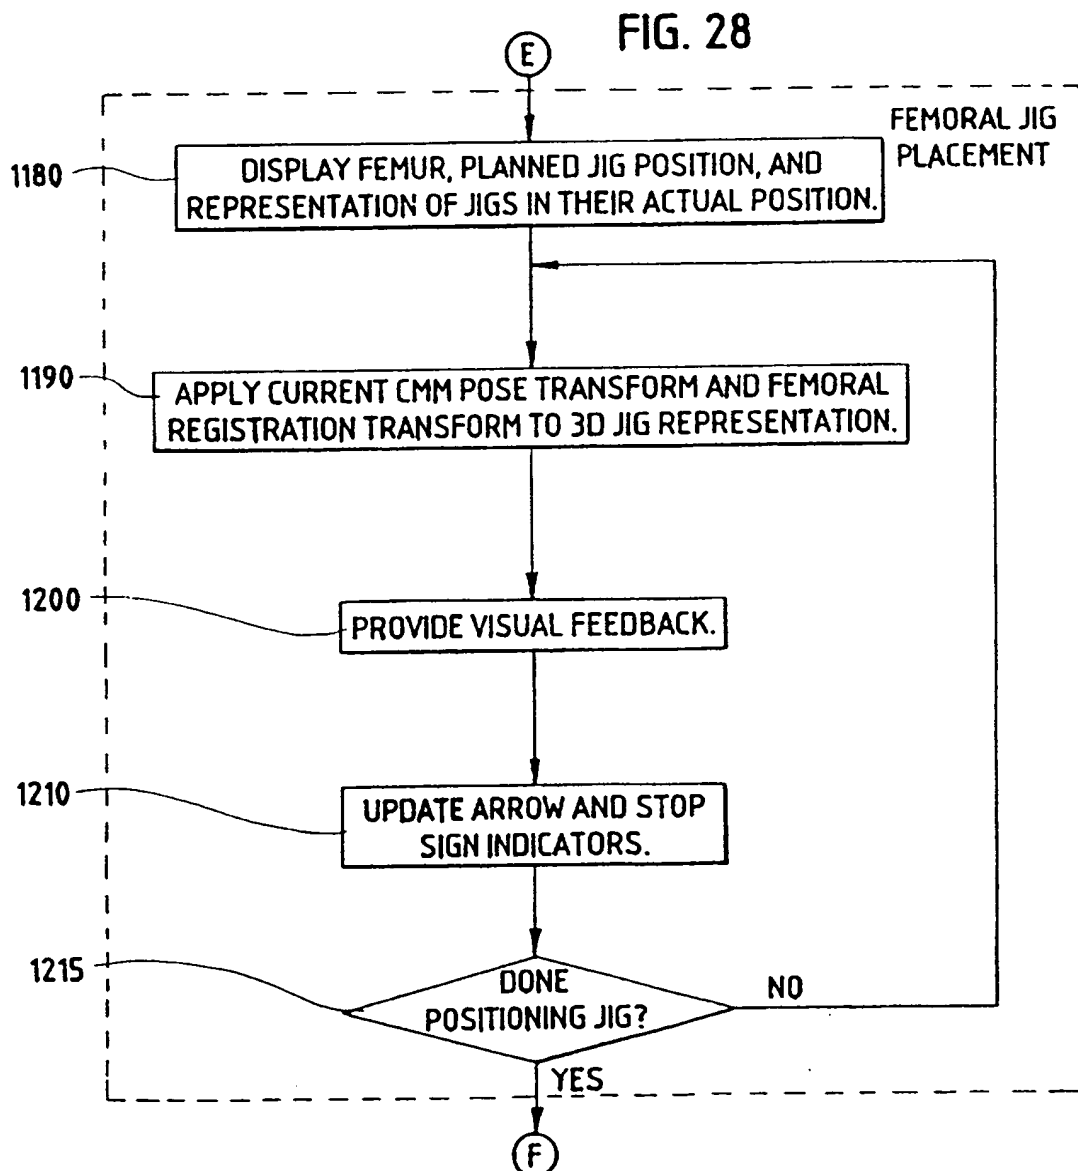 FIG. 28
E
FEMORAL JIG
PLACEMENT
1180
DISPLAY FEMUR, PLANNED JIG POSITION, AND
REPRESENTATION OF JIGS IN THEIR ACTUAL POSITION.
1190
APPLY CURRENT CMM POSE TRANSFORM AND FEMORAL
REGISTRATION TRANSFORM TO 3D JIG REPRESENTATION.
1200
PROVIDE VISUAL FEEDBACK.
1210
UPDATE ARROW AND STOP
SIGN INDICATORS.
1215
DONE
POSITIONING JIG?
NO
YES
F